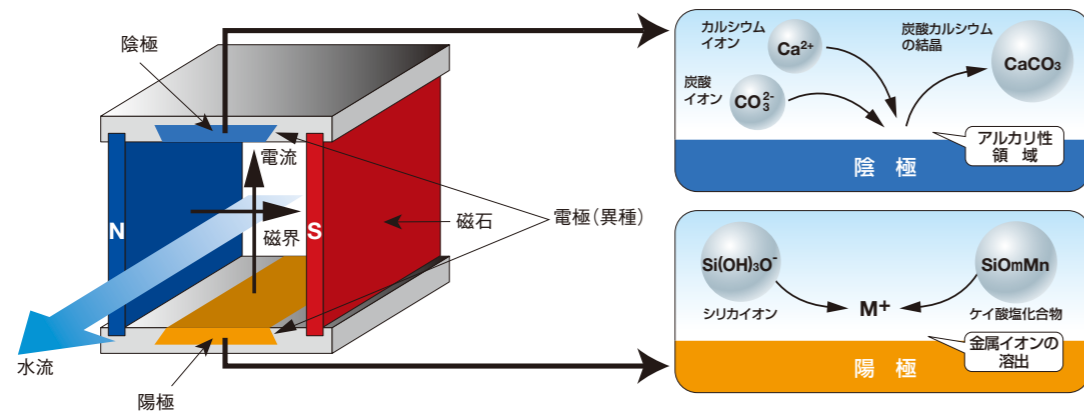 陰極
電流
N
磁界
S
磁石
電極(異種)
水流
陽極
カルシウム
イオン
Ca²⁺
炭酸カルシウム
の結晶
CaCO₃
炭酸
イオン
CO₃²⁻
アルカリ性
領 域
陰 極
Si(OH)₃O⁻
シリカイオン
M⁺
SiOmMn
ケイ酸塩化合物
金属イオンの
溶出
陽 極